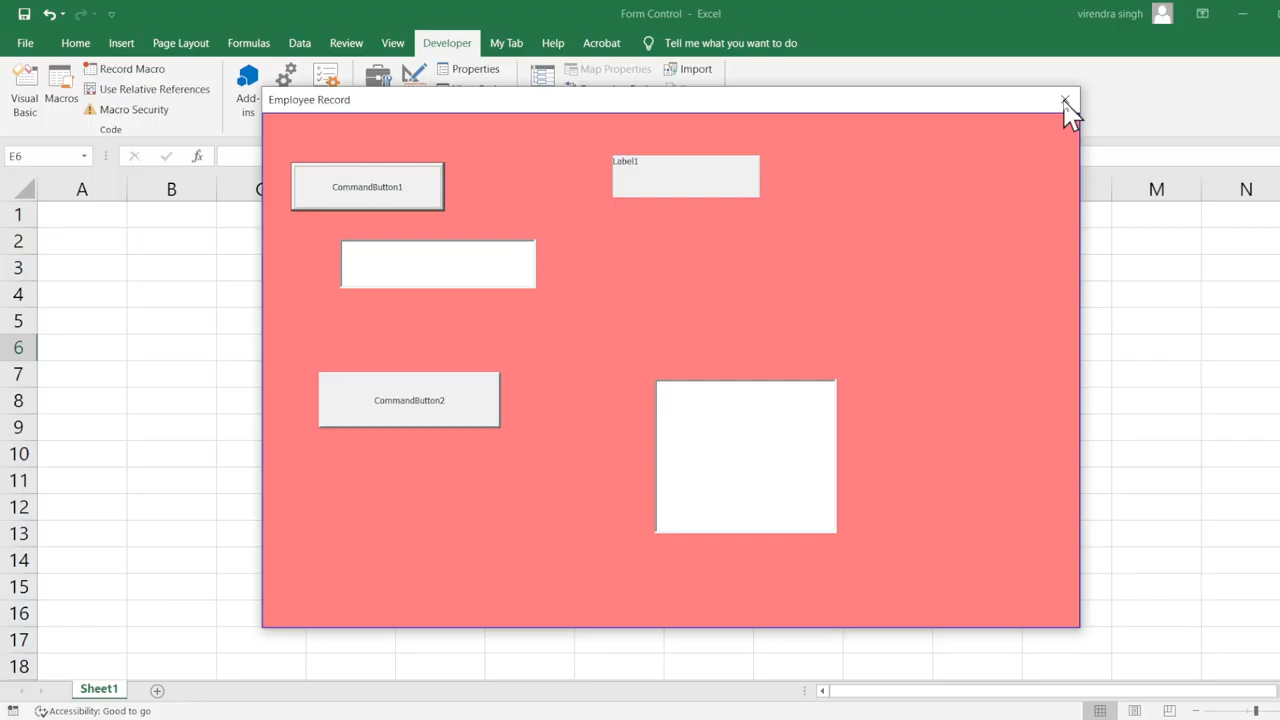 Form Control - Excel
virendra singh
File Home Insert Page Layout Formulas Data Review View Developer My Tab Help Acrobat Tell me what you want to do
Visual Basic
Macros
Record Macro
Use Relative References
Macro Security
Code
Add-ins
Properties
Map Properties
Import
Employee Record
E6
fx
CommandButton1
Label1
CommandButton2
A B M N
1
2
3
4
5
6
7
8
9
10
11
12
13
14
15
16
17
18
Sheet1
Accessibility: Good to go